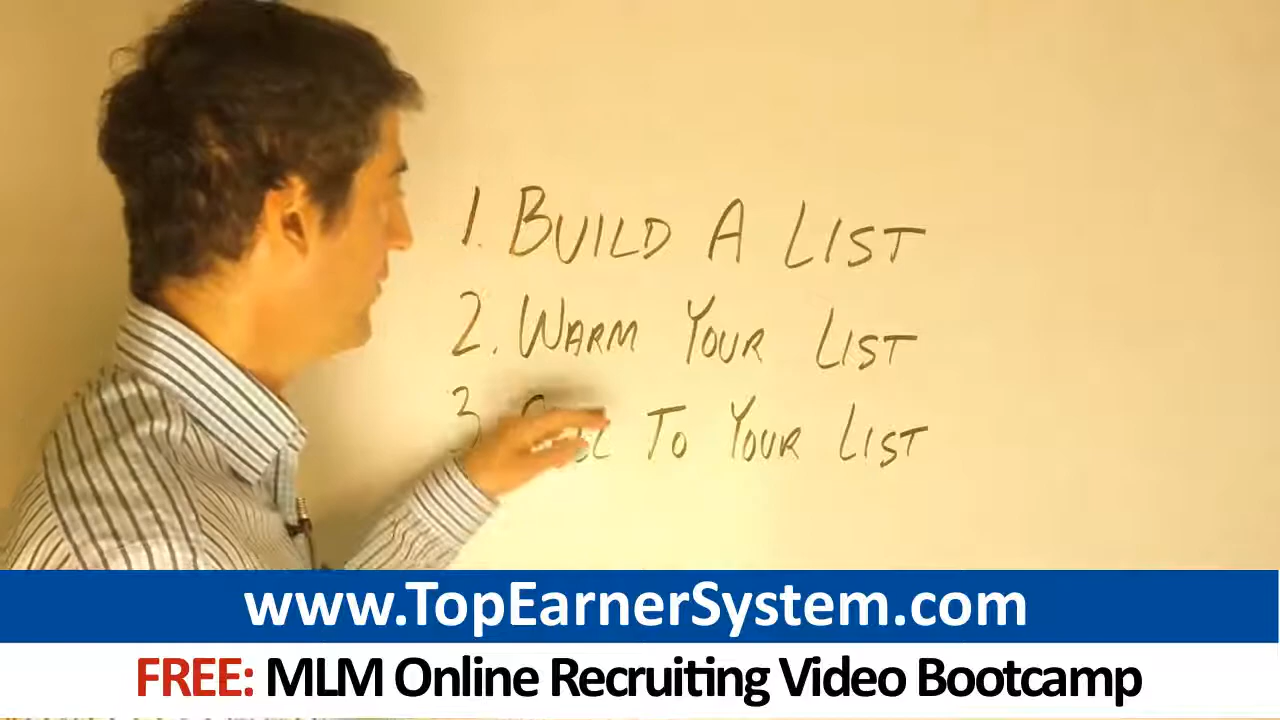 1. BUILD A LIST
2. WARM YOUR LIST
3 TO YOUR LIST
www.TopEarnerSystem.com
FREE: MLM Online Recruiting Video Bootcamp